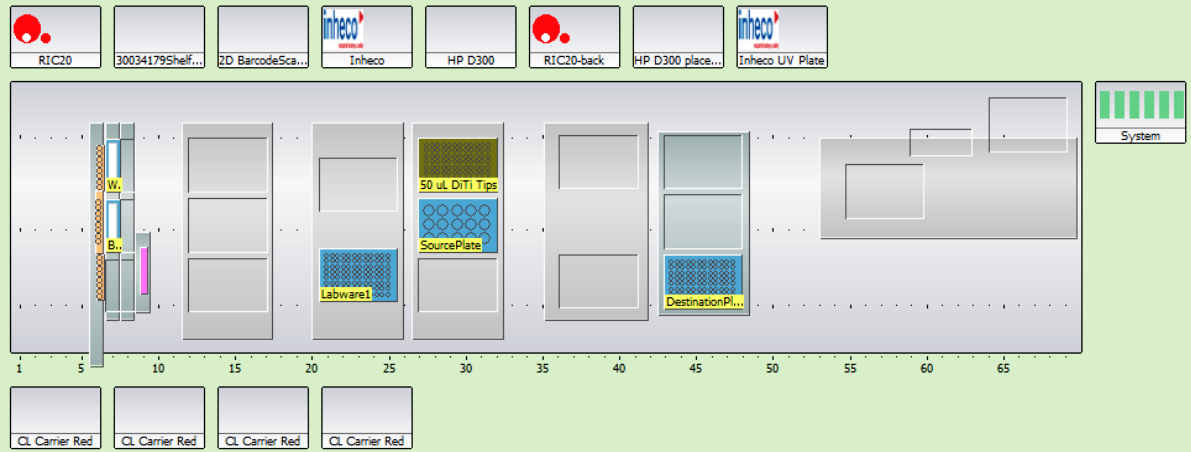 inheco
inheco
RIC20
30034179Shelf...
2D BarcodeSca...
Inheco
HP D300
RIC20-back
HP D300 place...
Inheco UV Plate
System
W.
50 uL DiTi Tips
B..
SourcePlate
Labware1
DestinationPl...
1 5 10 15 20 25 30 35 40 45 50 55 60 65
CL Carrier Red
CL Carrier Red
CL Carrier Red
CL Carrier Red